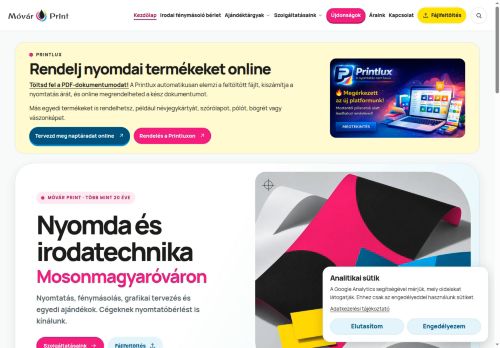 Móvár Print
Kezdőlap Irodai fénymásoló bérlet Ajándéktárgyak Szolgáltatásaink Újdonságok Áraink Kapcsolat Fájlfeltöltés
PRINTLUX
Rendelj nyomdai termékeket online
Töltsd fel a PDF-dokumentumodat! A Printlux automatikusan elemzi a feltöltött fájlt, kiszámítja a
nyomtatás árát, és online megrendelheted a kész dokumentumot.
Más egyedi termékeket is rendelhetsz, például névjegykártyát, szórólapot, pólót, bögrét vagy
vászonképet.
Tervezd meg naptáradat online
Rendelés a Printluxon
Printlux
Megérkezett
az új platformunk!
MEGTEKINTÉS
MÓVÁR PRINT · TÖBB MINT 20 ÉVE
Nyomda és
irodatechnika
Mosonmagyaróváron
Nyomtatás, fénymásolás, grafikai tervezés és
egyedi ajándékok. Cégeknek nyomtatóbérlést is
kínálunk.
Szolgáltatásaink
Fájlfeltöltés
Analitikai sütik
A Google Analytics segítségével mérjük, mely oldalakat
látogatják. Ehhez csak az engedélyeddel használunk sütiket.
Adatkezelési tájékoztató
Elutasítom
Engedélyezem